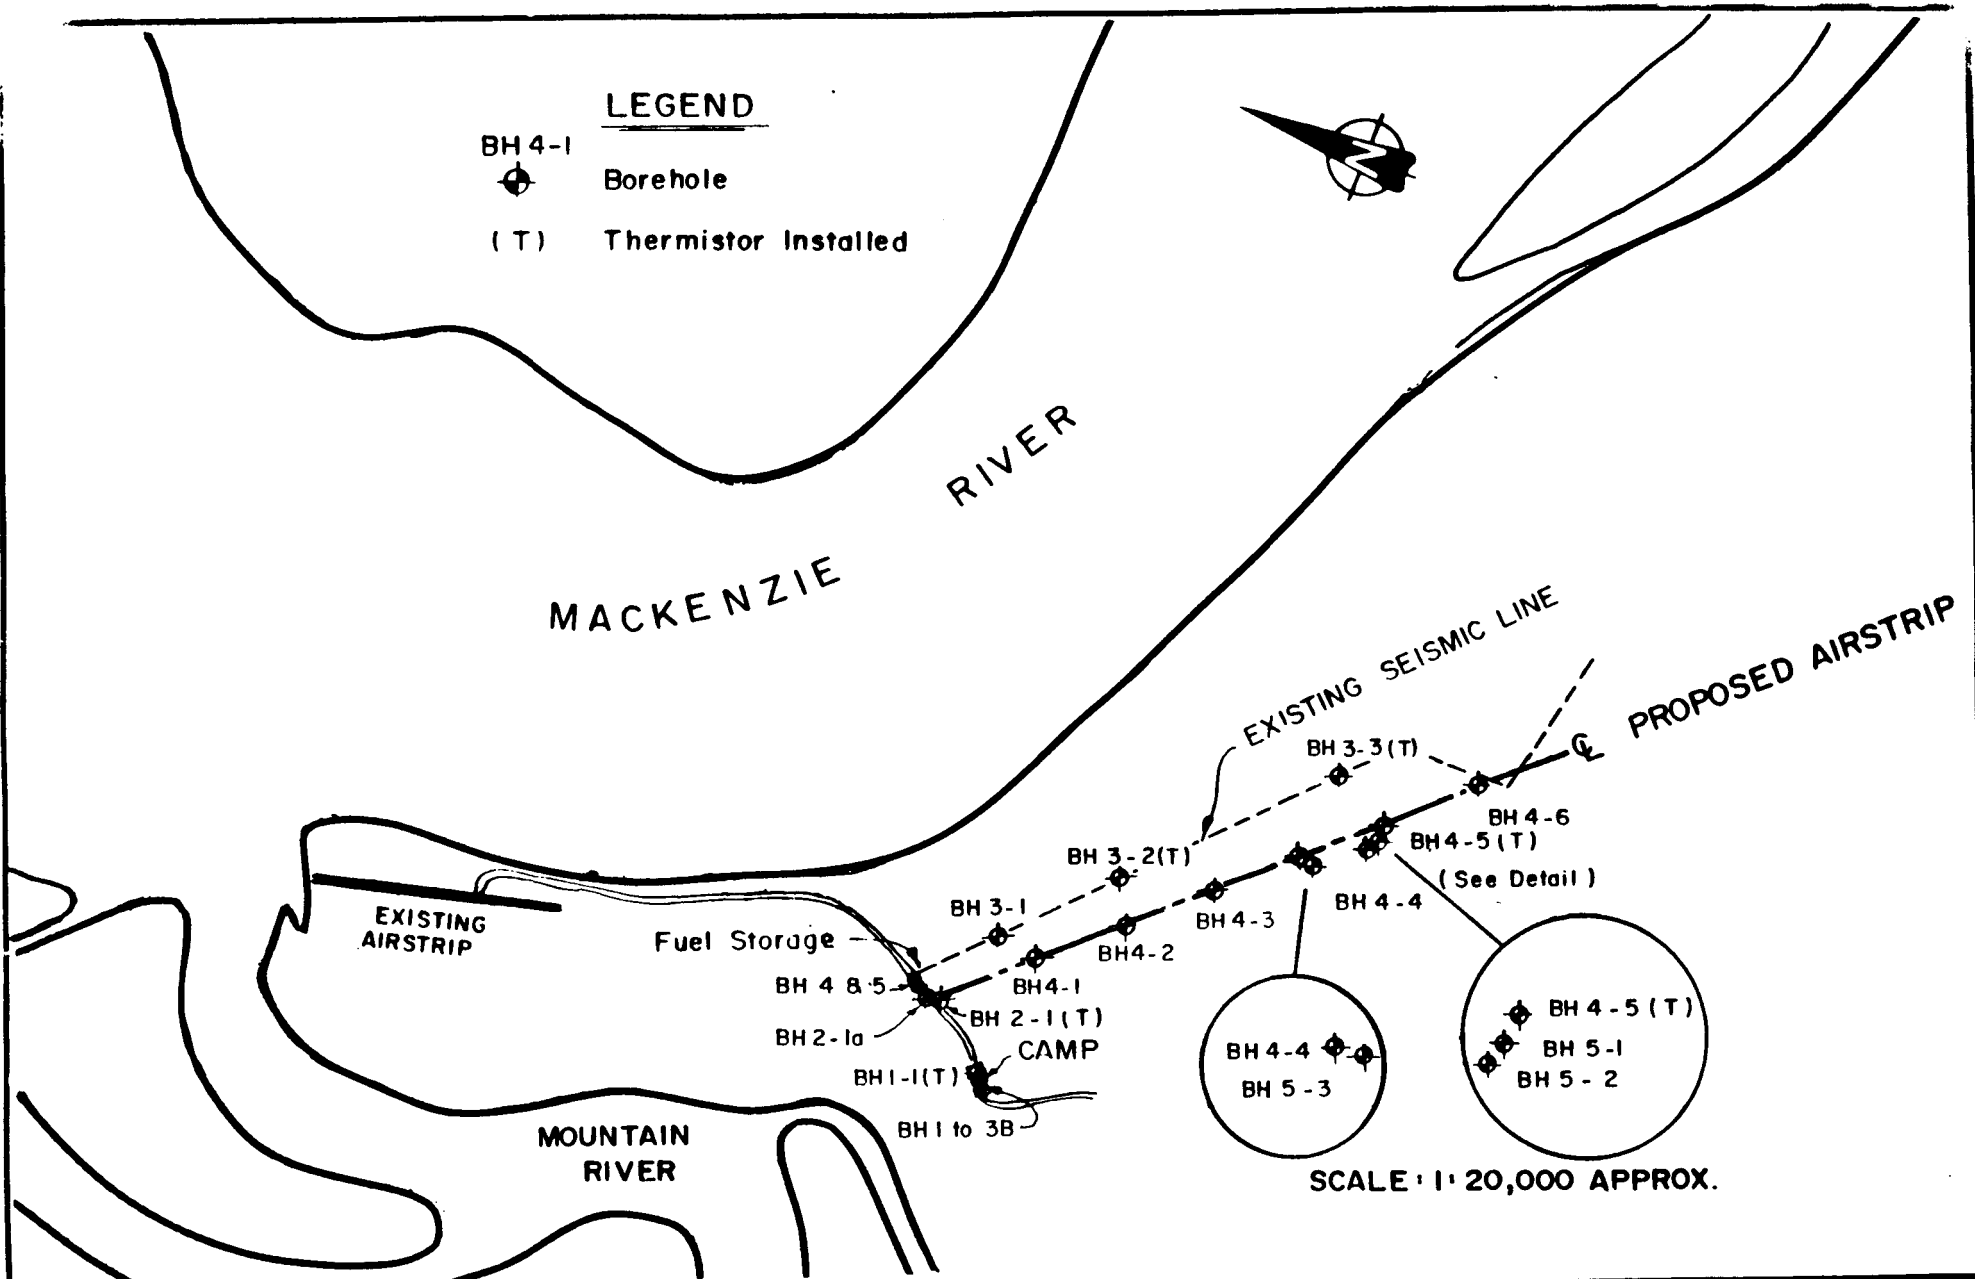 LEGEND
BH 4-1
Borehole
(T) Thermistor Installed
N
MACKENZIE RIVER
EXISTING SEISMIC LINE
PROPOSED AIRSTRIP
℄
BH 3-3(T)
BH 4-6
BH 4-5(T)
(See Detail)
BH 3-2(T)
BH 4-4
BH 4-3
BH 3-1
BH4-2
EXISTING
AIRSTRIP
Fuel Storage
BH 4 & 5
BH4-1
BH 2-1(T)
BH2-1a
CAMP
BH1-1(T)
BH 1 to 3B
BH 4-4
BH 5-3
BH 4-5(T)
BH 5-1
BH 5-2
MOUNTAIN
RIVER
SCALE: 1:20,000 APPROX.